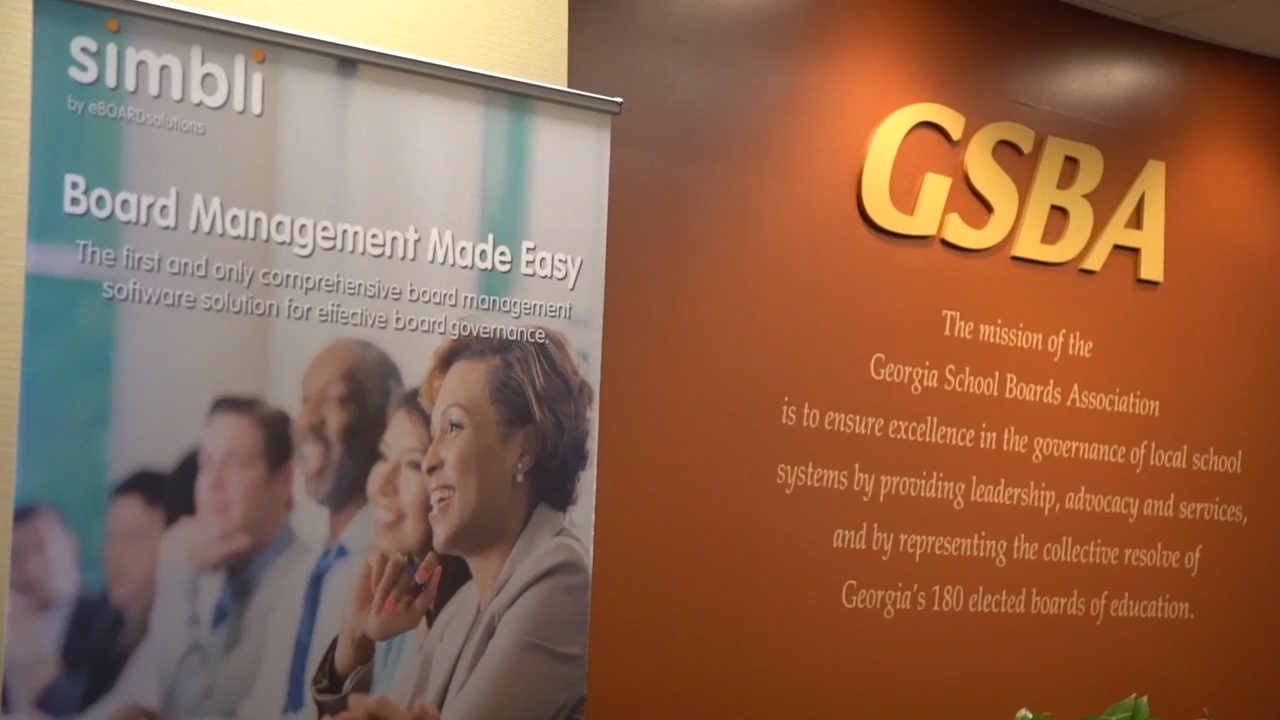 simbli
by eBOARDsolutions
Board Management Made Easy
The first and only comprehensive board management
software solution for effective board governance.
GSBA
The mission of the
Georgia School Boards Association
is to ensure excellence in the governance of local school
systems by providing leadership, advocacy and services,
and by representing the collective resolve of
Georgia's 180 elected boards of education.